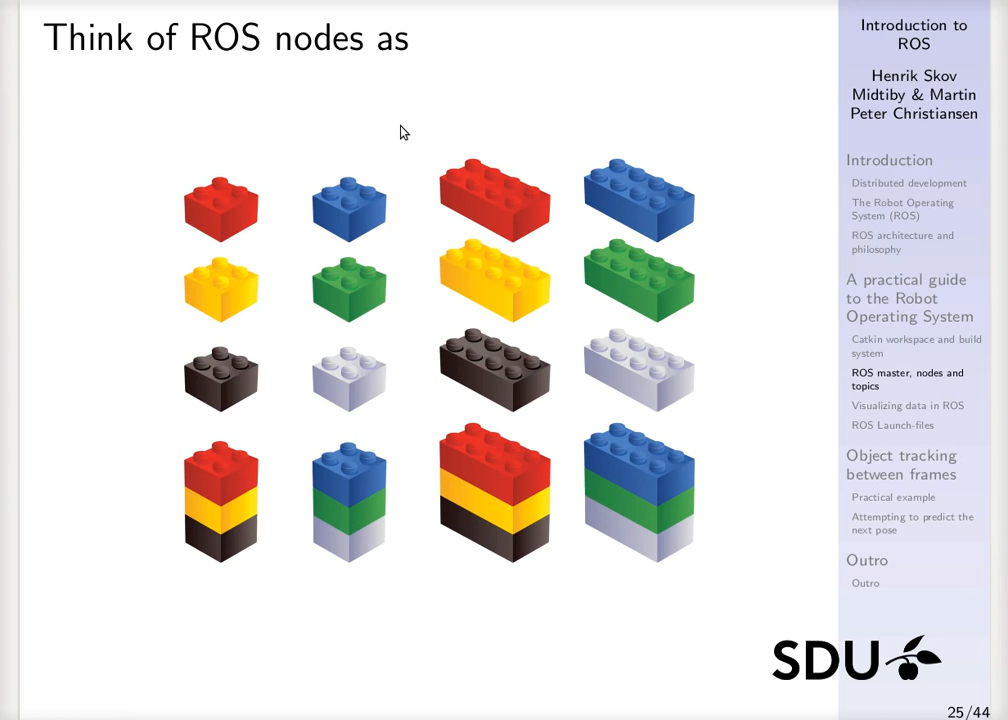 Think of ROS nodes as
Introduction to
ROS
Henrik Skov
Midtiby & Martin
Peter Christiansen
Introduction
Distributed development
The Robot Operating
System (ROS)
ROS architecture and
philosophy
A practical guide
to the Robot
Operating System
Catkin workspace and build
system
ROS master, nodes and
topics
Visualizing data in ROS
ROS Launch-files
Object tracking
between frames
Practical example
Attempting to predict the
next pose
Outro
Outro
SDU
25/44